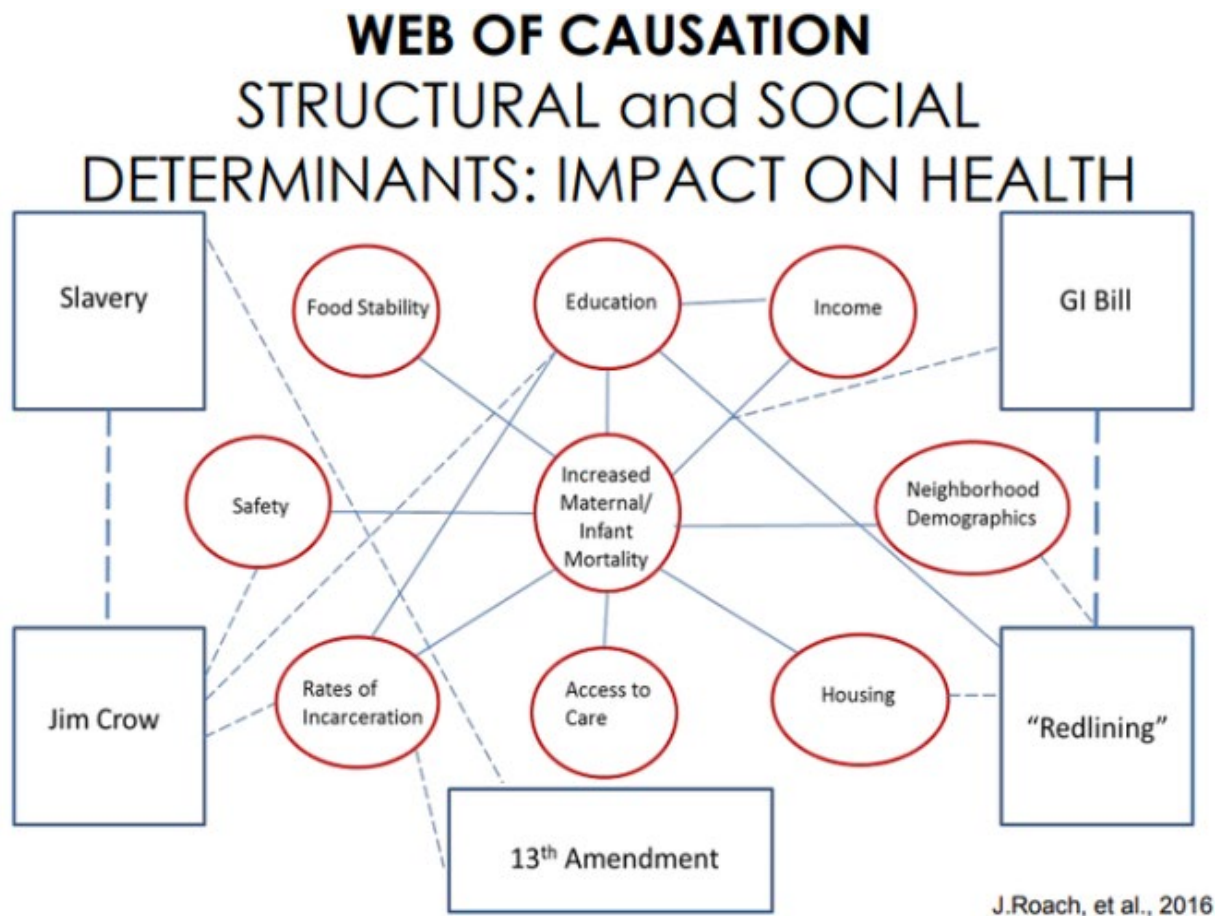 WEB OF CAUSATION
STRUCTURAL and SOCIAL
DETERMINANTS: IMPACT ON HEALTH
Slavery
Food Stability
Education
Income
GI Bill
Safety
Increased
Maternal/
Infant
Mortality
Neighborhood
Demographics
Jim Crow
Rates of
Incarceration
Access to
Care
Housing
“Redlining”
13th Amendment
J.Roach, et al., 2016